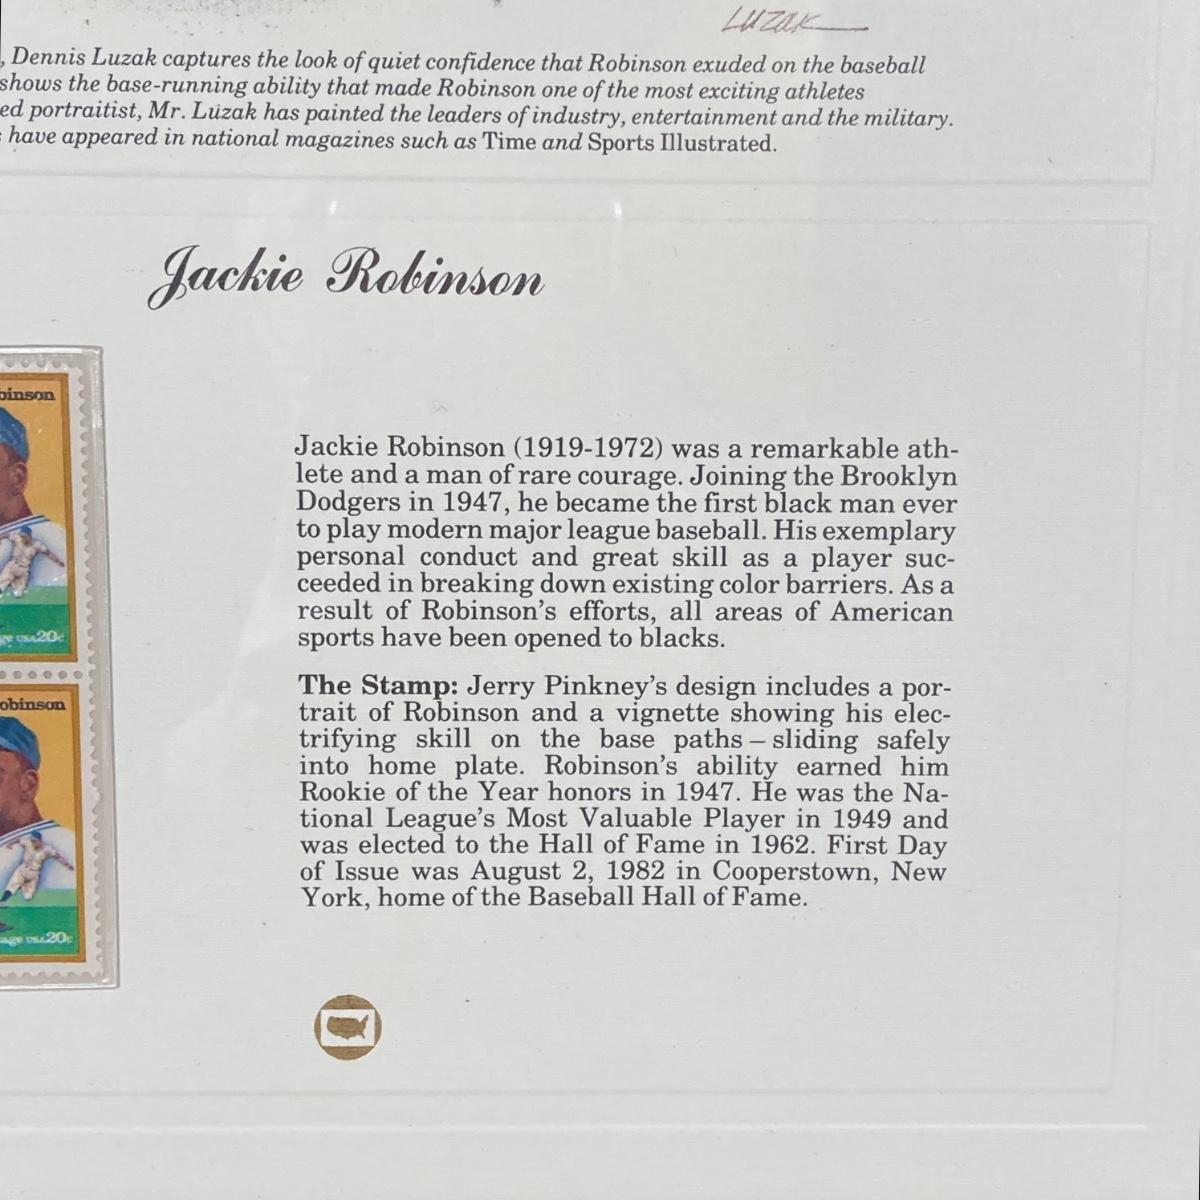 LUZAK
, Dennis Luzak captures the look of quiet confidence that Robinson exuded on the baseball
shows the base-running ability that made Robinson one of the most exciting athletes
ed portraitist, Mr. Luzak has painted the leaders of industry, entertainment and the military.
have appeared in national magazines such as Time and Sports Illustrated.
Jackie Robinson
binson
USA 20c
obinson
age USA 20c
Jackie Robinson (1919-1972) was a remarkable ath-
lete and a man of rare courage. Joining the Brooklyn
Dodgers in 1947, he became the first black man ever
to play modern major league baseball. His exemplary
personal conduct and great skill as a player suc-
ceeded in breaking down existing color barriers. As a
result of Robinson's efforts, all areas of American
sports have been opened to blacks.
The Stamp: Jerry Pinkney's design includes a por-
trait of Robinson and a vignette showing his elec-
trifying skill on the base paths – sliding safely
into home plate. Robinson's ability earned him
Rookie of the Year honors in 1947. He was the Na-
tional League's Most Valuable Player in 1949 and
was elected to the Hall of Fame in 1962. First Day
of Issue was August 2, 1982 in Cooperstown, New
York, home of the Baseball Hall of Fame.